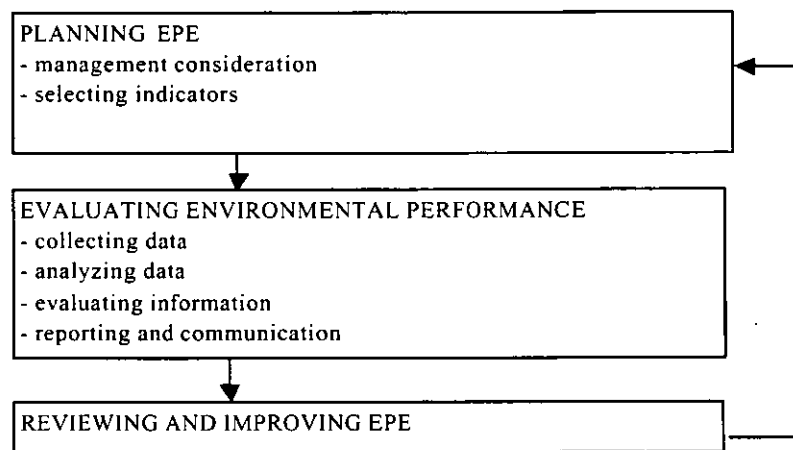 PLANNING EPE
- management consideration
- selecting indicators
EVALUATING ENVIRONMENTAL PERFORMANCE
- collecting data
- analyzing data
- evaluating information
- reporting and communication
REVIEWING AND IMPROVING EPE